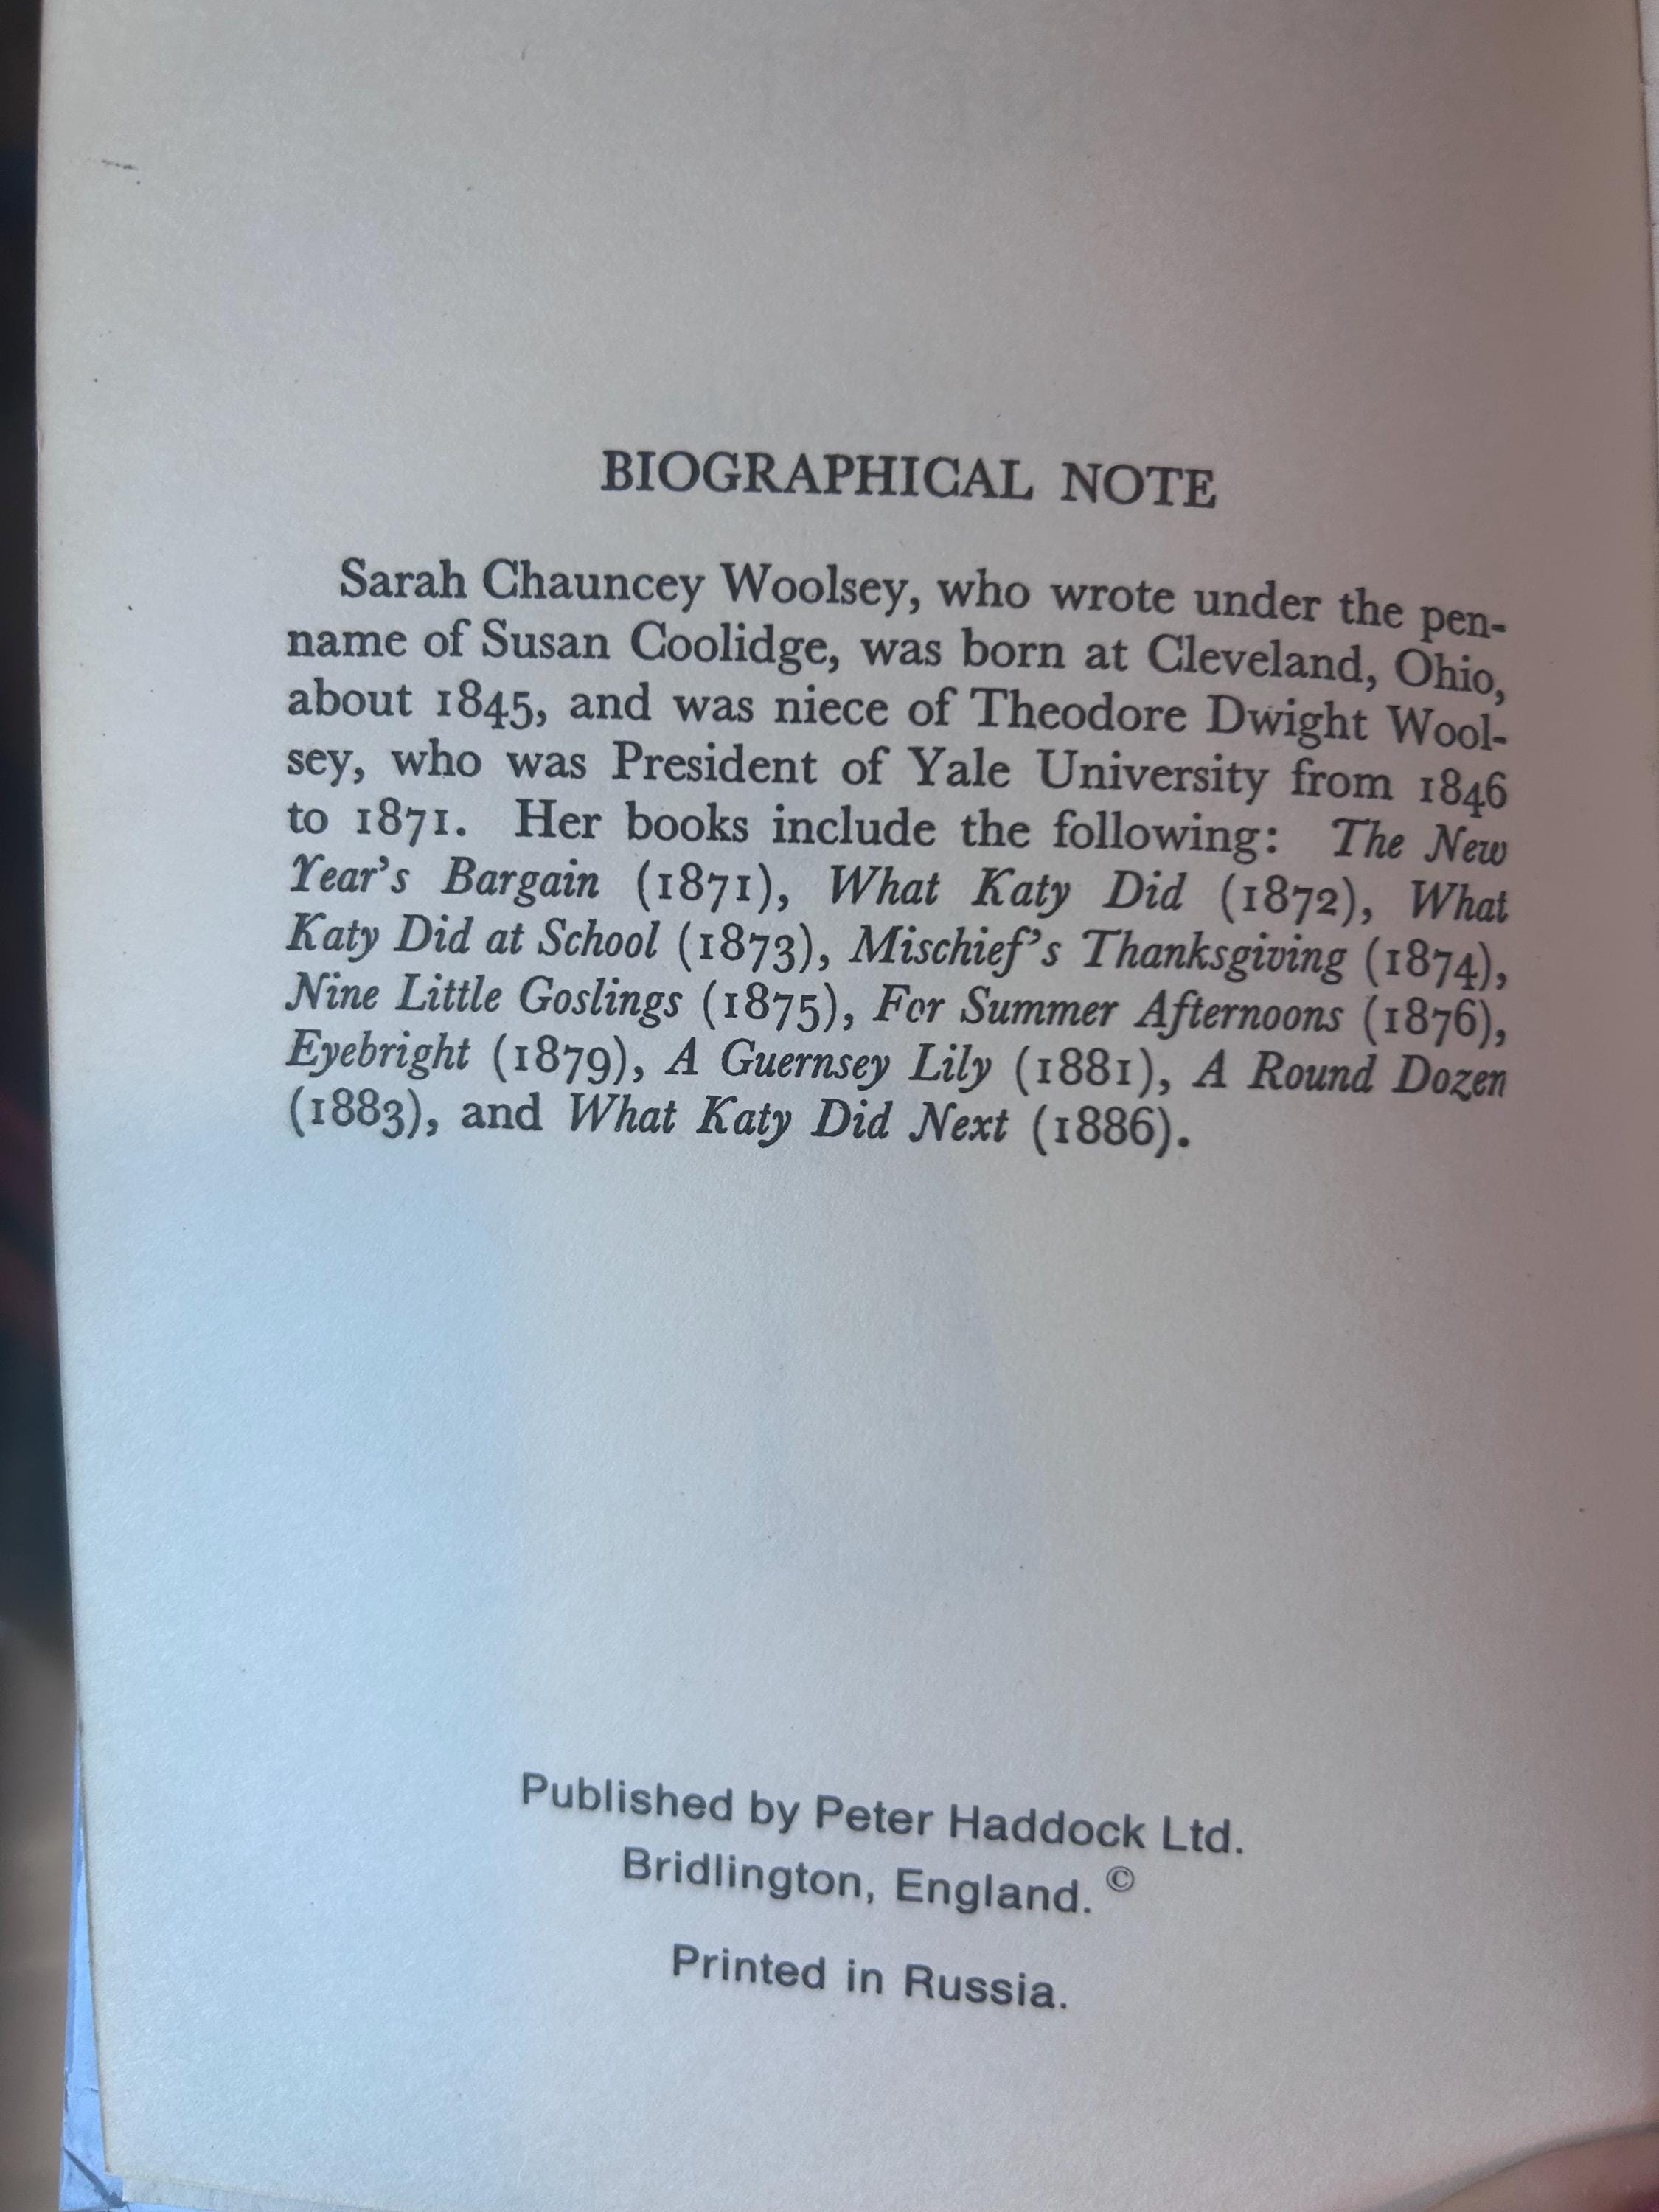 BIOGRAPHICAL NOTE
Sarah Chauncey Woolsey, who wrote under the pen-
name of Susan Coolidge, was born at Cleveland, Ohio,
about 1845, and was niece of Theodore Dwight Wool-
sey, who was President of Yale University from 1846
to 1871. Her books include the following: The New
Year's Bargain (1871), What Katy Did (1872), What
Katy Did at School (1873), Mischief's Thanksgiving (1874),
Nine Little Goslings (1875), For Summer Afternoons (1876),
Eyebright (1879), A Guernsey Lily (1881), A Round Dozen
(1883), and What Katy Did Next (1886).
Published by Peter Haddock Ltd.
Bridlington, England. ©
Printed in Russia.